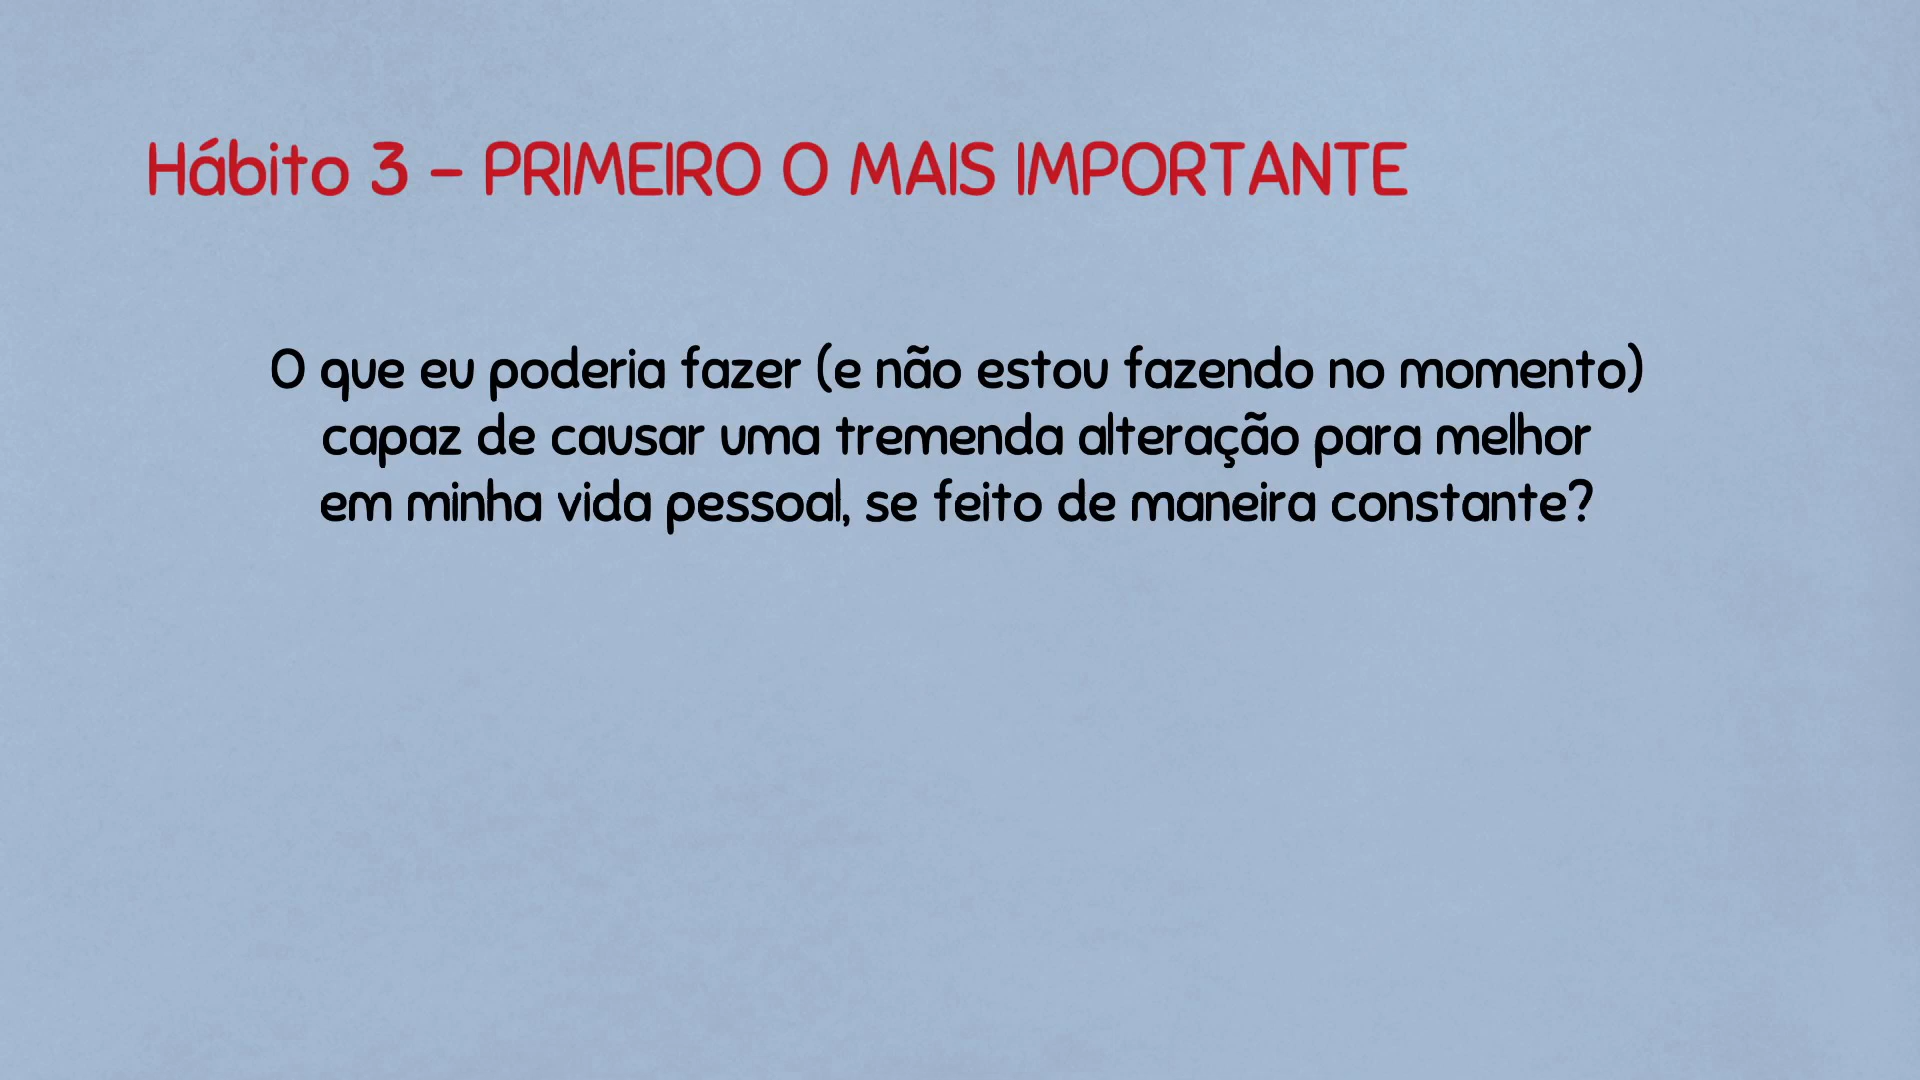 Hábito 3 - PRIMEIRO O MAIS IMPORTANTE
O que eu poderia fazer (e não estou fazendo no momento)
capaz de causar uma tremenda alteração para melhor
em minha vida pessoal, se feito de maneira constante?